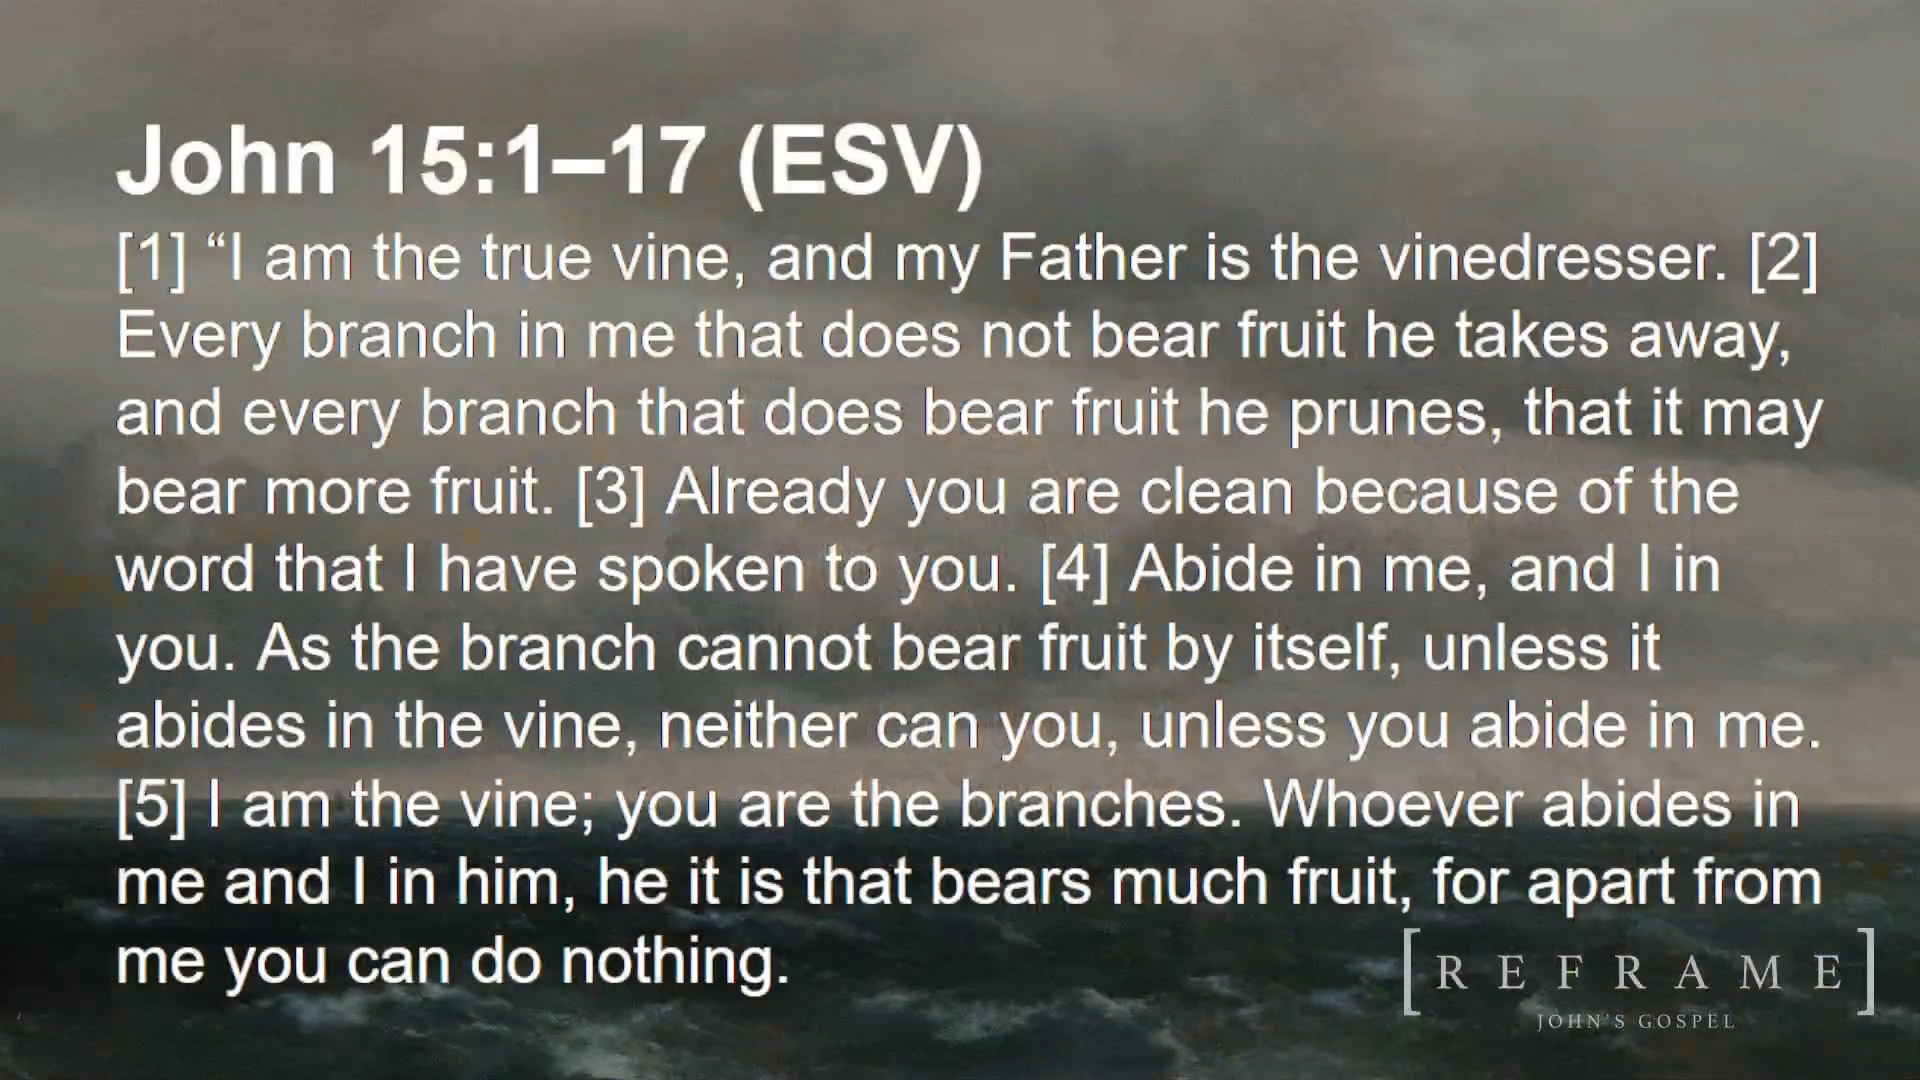 John 15:1–17 (ESV)
[1] “I am the true vine, and my Father is the vinedresser. [2]
Every branch in me that does not bear fruit he takes away,
and every branch that does bear fruit he prunes, that it may
bear more fruit. [3] Already you are clean because of the
word that I have spoken to you. [4] Abide in me, and I in
you. As the branch cannot bear fruit by itself, unless it
abides in the vine, neither can you, unless you abide in me.
[5] I am the vine; you are the branches. Whoever abides in
me and I in him, he it is that bears much fruit, for apart from
me you can do nothing.
[REFRAME]
JOHN'S GOSPEL